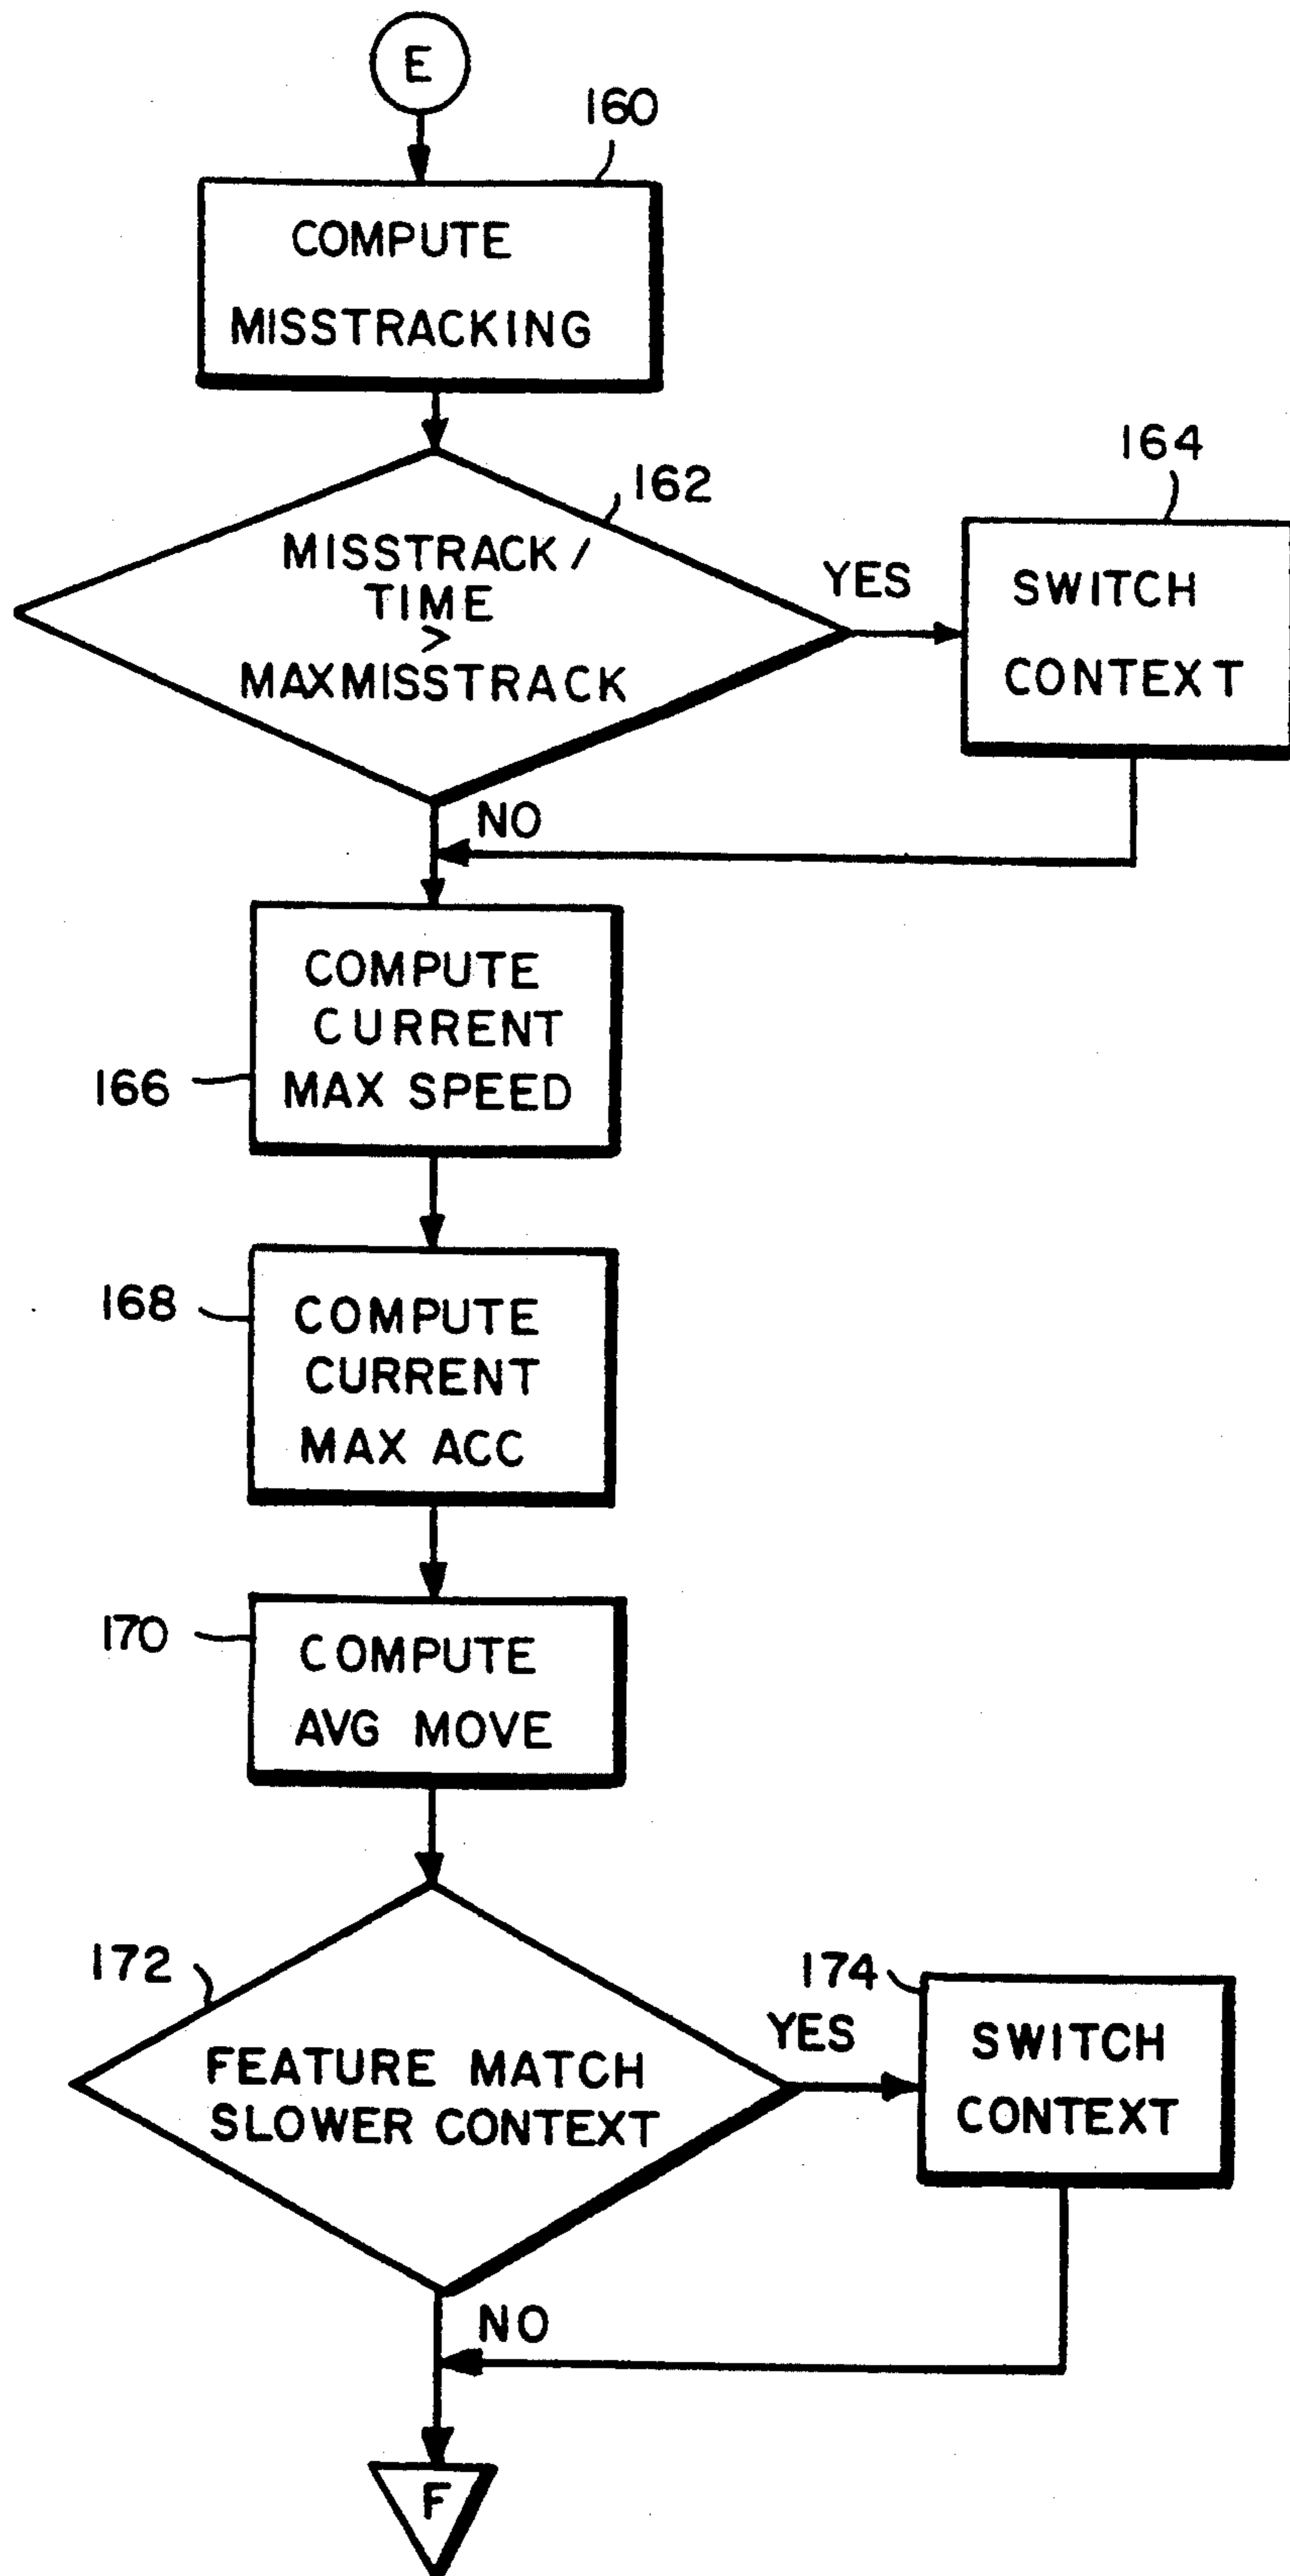 E
160
COMPUTE
MISSTRACKING
162
MISSTRACK /
TIME
>
MAXMISSTRACK
YES
164
SWITCH
CONTEXT
NO
COMPUTE
CURRENT
MAX SPEED
166
168
COMPUTE
CURRENT
MAX ACC
170
COMPUTE
AVG MOVE
172
FEATURE MATCH
SLOWER CONTEXT
YES
174
SWITCH
CONTEXT
NO
F